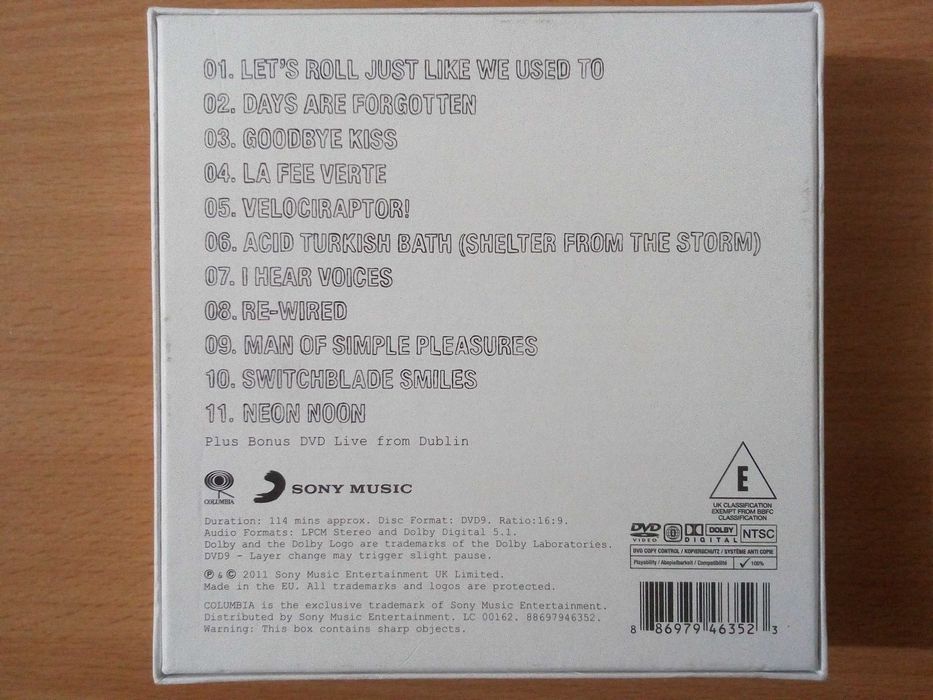 01. LET'S ROLL JUST LIKE WE USED TO
02. DAYS ARE FORGOTTEN
03. GOODBYE KISS
04. LA FEE VERTE
05. VELOCIRAPTOR!
06. ACID TURKISH BATH (SHELTER FROM THE STORM)
07. I HEAR VOICES
08. RE-WIRED
09. MAN OF SIMPLE PLEASURES
10. SWITCHBLADE SMILES
11. NEON NOON
Plus Bonus DVD Live from Dublin
COLUMBIA
SONY MUSIC
Duration: 114 mins approx. Disc Format: DVD9. Ratio:16:9.
Audio Formats: LPCM Stereo and Dolby Digital 5.1.
Dolby and the Dolby Logo are trademarks of the Dolby Laboratories.
DVD9 - Layer change may trigger slight pause.
℗ & © 2011 Sony Music Entertainment UK Limited.
Made in the EU. All trademarks and logos are protected.
COLUMBIA is the exclusive trademark of Sony Music Entertainment.
Distributed by Sony Music Entertainment. LC 00162. 88697946352.
Warning: This box contains sharp objects.
E
UK CLASSIFICATION
EXEMPT FROM BBFC
CLASSIFICATION
DVD VIDEO
0
DOLBY DIGITAL
NTSC
DVD COPY CONTROL / KOPIERSCHUTZ / SYSTÈME ANTI COPIE
Playability / Abspielbarkeit / Compatibilité ✓ 100%
8 86979 46352 3